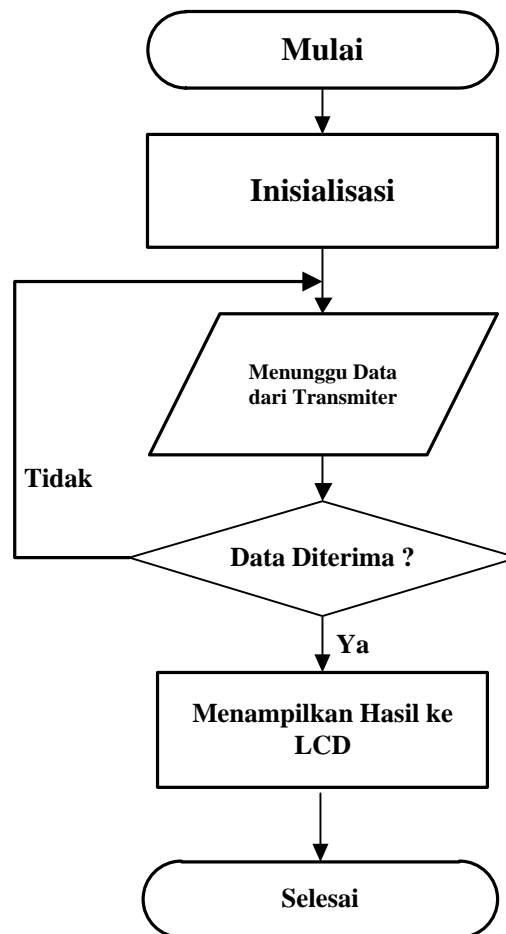 Mulai
Inisialisasi
Menunggu Data
dari Transmiter
Tidak
Data Diterima ?
Ya
Menampilkan Hasil ke
LCD
Selesai